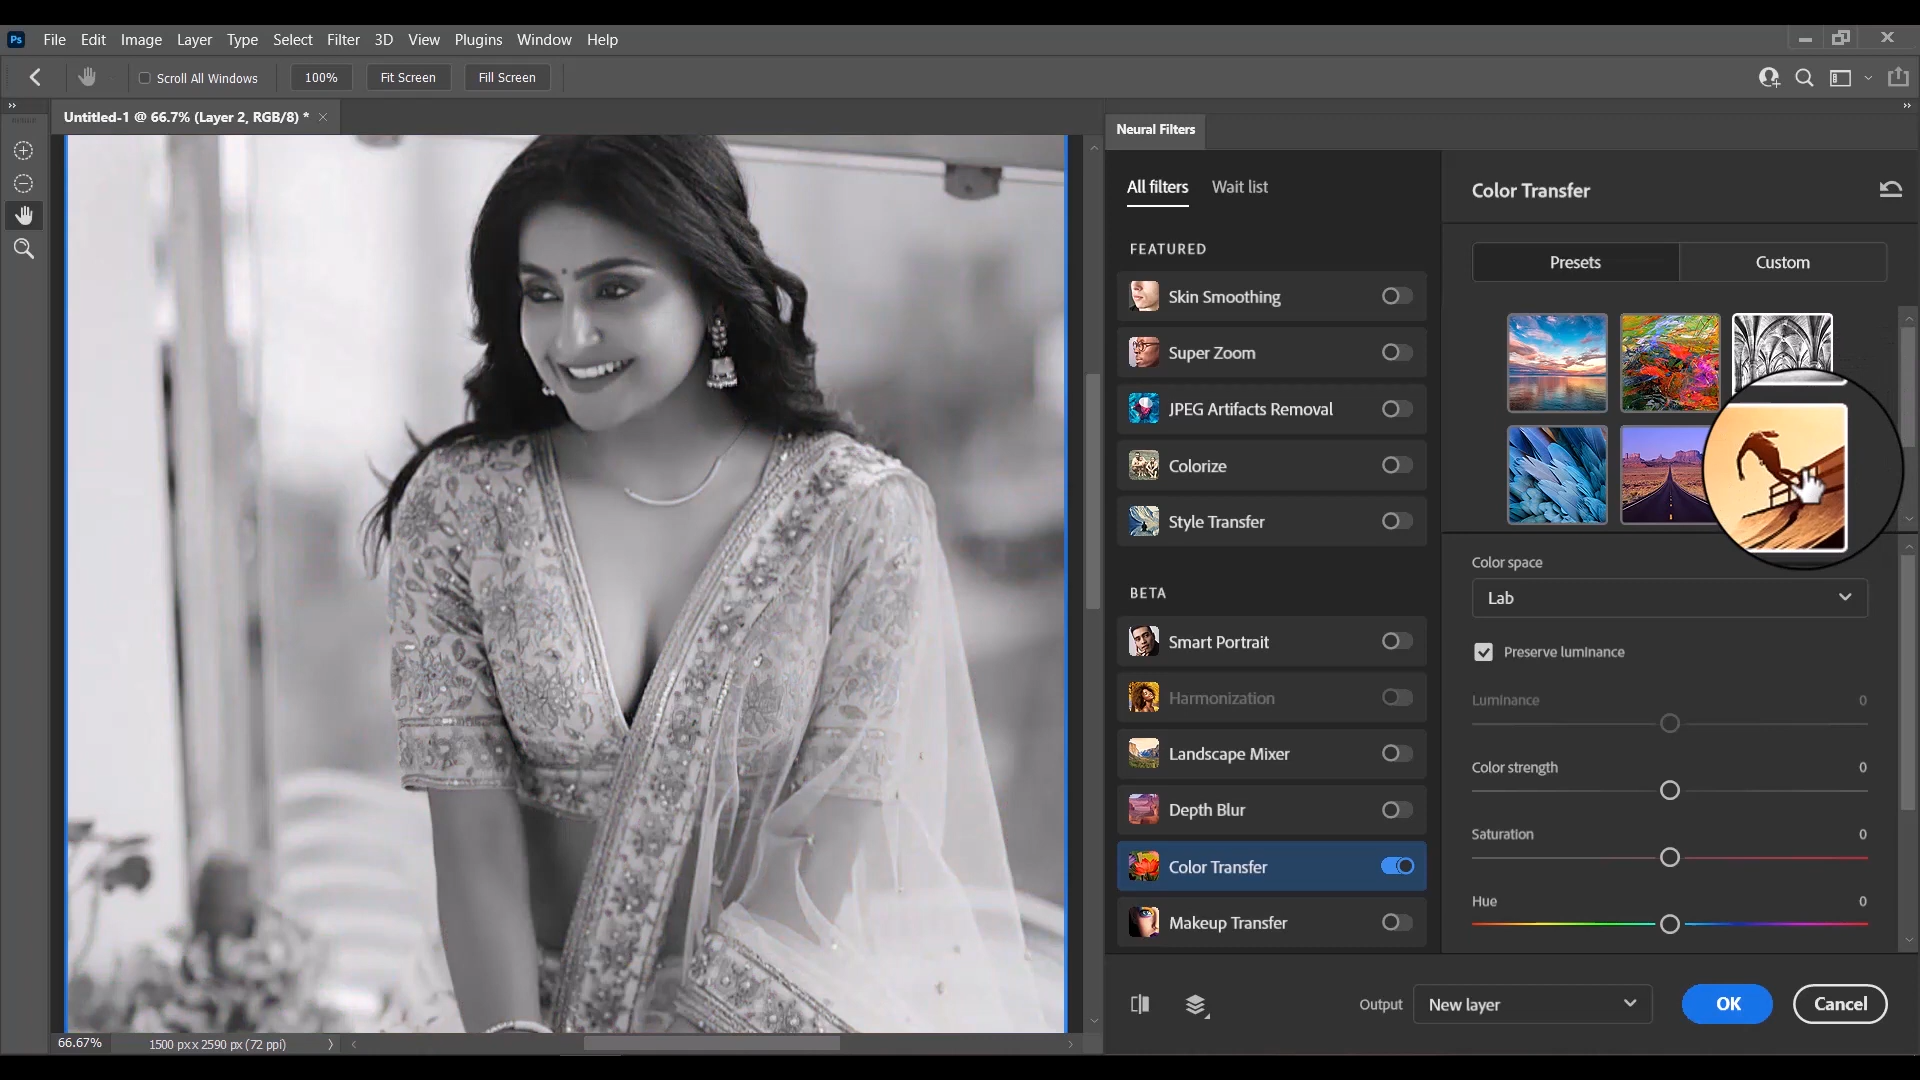 Ps File Edit Image Layer Type Select Filter 3D View Plugins Window Help
Scroll All Windows 100% Fit Screen Fill Screen
Untitled-1 @ 66.7% (Layer 2, RGB/8) *
Neural Filters
All filters Wait list
Color Transfer
FEATURED
Presets Custom
Skin Smoothing
Super Zoom
JPEG Artifacts Removal
Colorize
Style Transfer
Color space
Lab
BETA
Smart Portrait
Preserve luminance
Harmonization
Luminance 0
Landscape Mixer
Color strength 0
Depth Blur
Saturation 0
Color Transfer
Hue 0
Makeup Transfer
Output New layer OK Cancel
66.67% 1500 px x 2590 px (72 ppi)